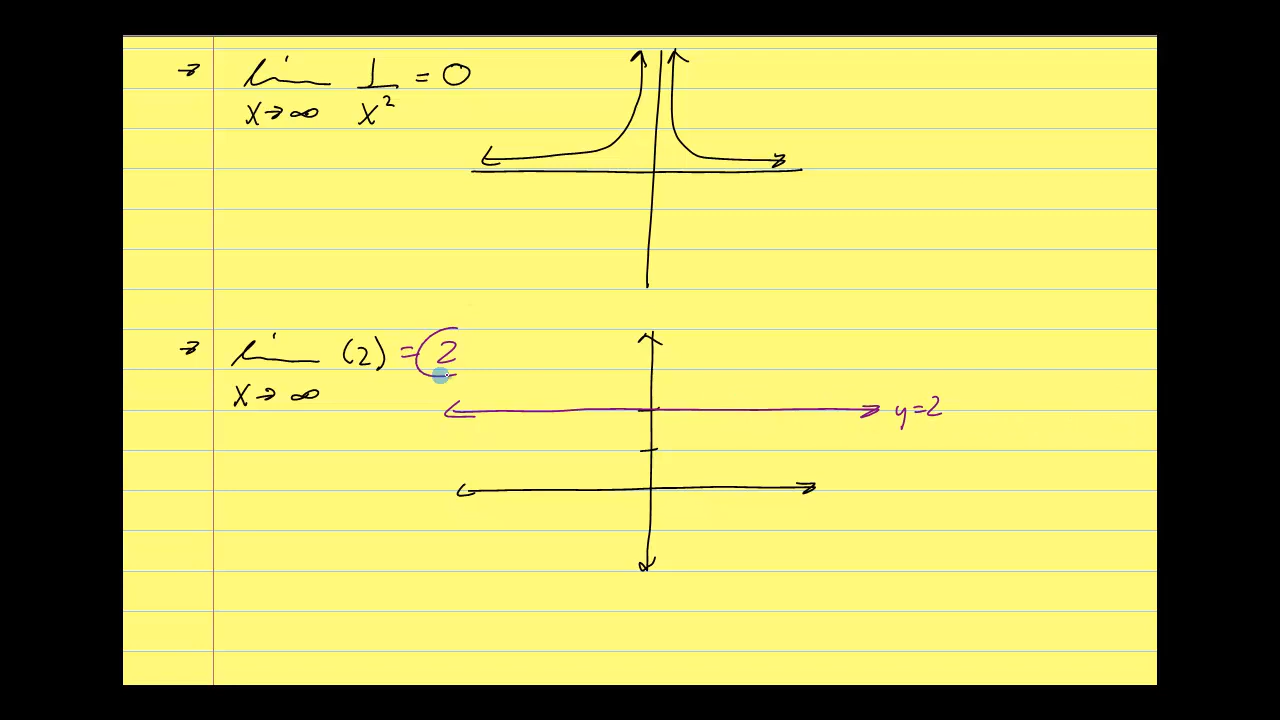 → lim x→∞ 1/x² = 0
→ lim x→∞ (2) = 2
y=2